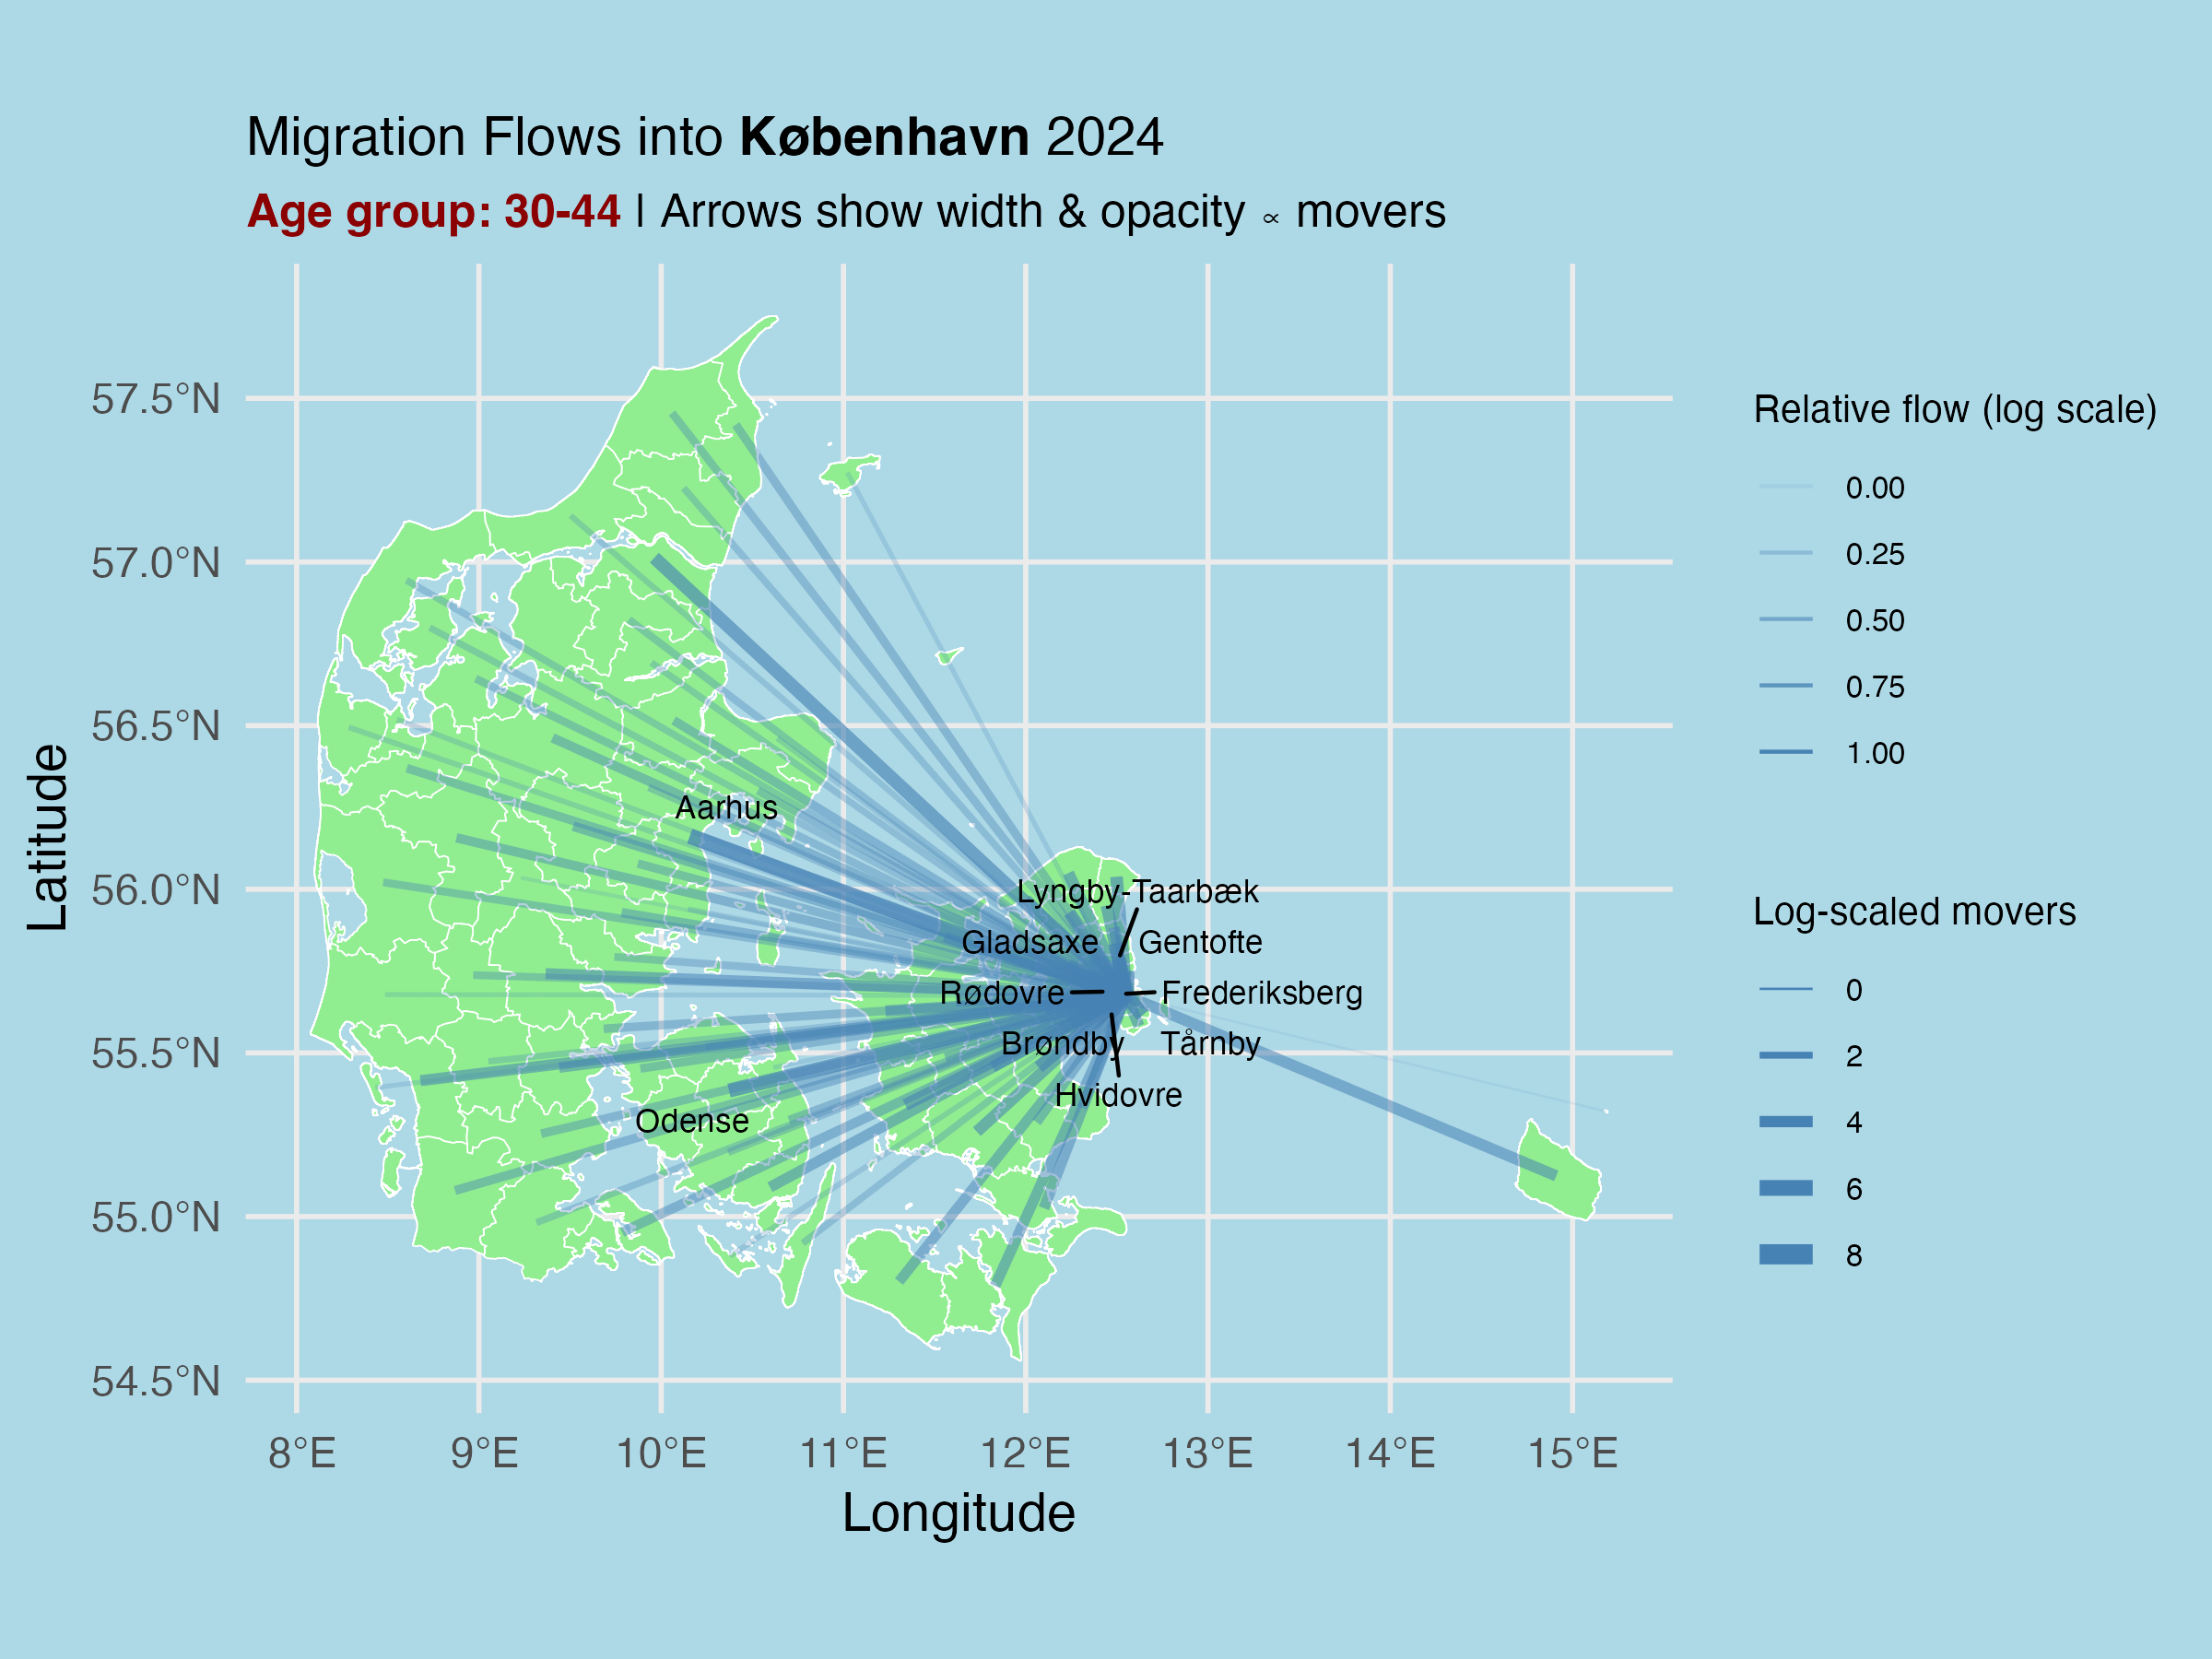 Migration Flows into København 2024
Age group: 30-44 | Arrows show width & opacity ∝ movers
57.5°N
57.0°N
56.5°N
56.0°N
55.5°N
55.0°N
54.5°N
Latitude
8°E 9°E 10°E 11°E 12°E 13°E 14°E 15°E
Longitude
Aarhus
Lyngby-Taarbæk
Gladsaxe Gentofte
Rødovre Frederiksberg
Brøndby Tårnby
Hvidovre
Odense
Relative flow (log scale)
0.00
0.25
0.50
0.75
1.00
Log-scaled movers
0
2
4
6
8